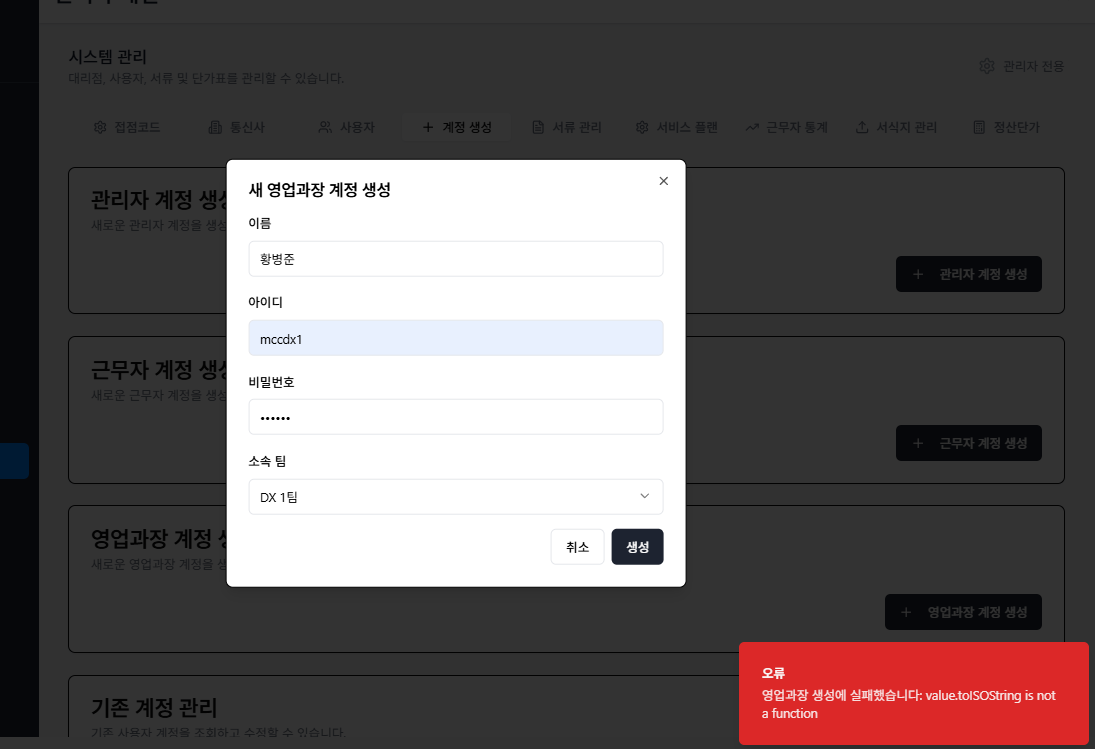 시스템 관리
대리점, 사용자, 서류 및 단가표를 관리할 수 있습니다.
관리자 전용
접점코드
통신사
사용자
+ 계정 생성
서류 관리
서비스 플랜
근무자 통계
서식지 관리
정산단가
관리자 계정 생성
새로운 관리자 계정을 생성
+ 관리자 계정 생성
근무자 계정 생성
새로운 근무자 계정을 생성
+ 근무자 계정 생성
영업과장 계정 생
새로운 영업과장 계정을 생
+ 영업과장 계정 생성
기존 계정 관리
기존 사용자 계정을 조회하고 수정할 수 있습니다.
새 영업과장 계정 생성
×
이름
황병준
아이디
mccdx1
비밀번호
••••••
소속 팀
DX 1팀
취소
생성
오류
영업과장 생성에 실패했습니다: value.toISOString is not
a function